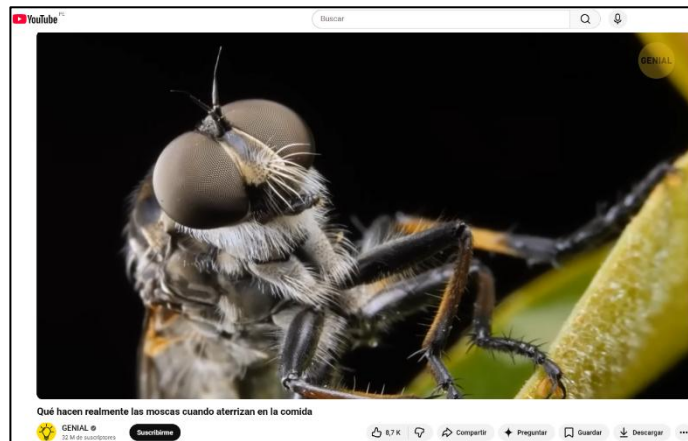 YouTube PE
Buscar
GENIAL
Qué hacen realmente las moscas cuando aterrizan en la comida
GENIAL
32 M de suscriptores
Suscribirme
8,7 K
Compartir
Preguntar
Guardar
Descargar